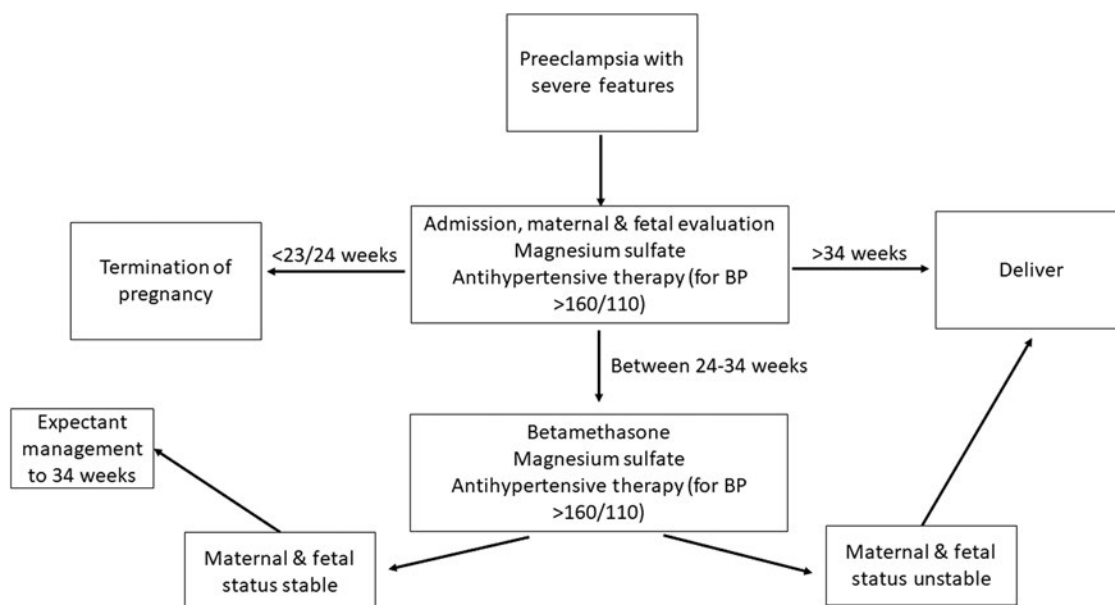 Preeclampsia with
severe features
Admission, maternal & fetal evaluation
Magnesium sulfate
Antihypertensive therapy (for BP
>160/110)
<23/24 weeks
Termination of
pregnancy
>34 weeks
Deliver
Between 24-34 weeks
Betamethasone
Magnesium sulfate
Antihypertensive therapy (for BP
>160/110)
Expectant
management
to 34 weeks
Maternal & fetal
status stable
Maternal & fetal
status unstable